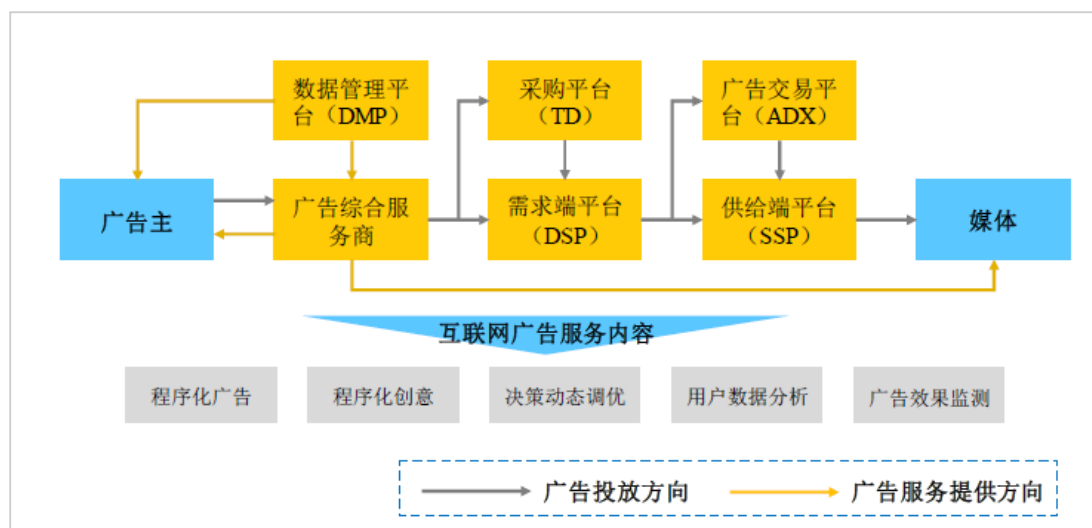 数据管理平
台（DMP）
采购平台
（TD）
广告交易平
台（ADX）
广告主
广告综合服
务商
需求端平台
（DSP）
供给端平台
（SSP）
媒体
互联网广告服务内容
程序化广告
程序化创意
决策动态调优
用户数据分析
广告效果监测
广告投放方向
广告服务提供方向